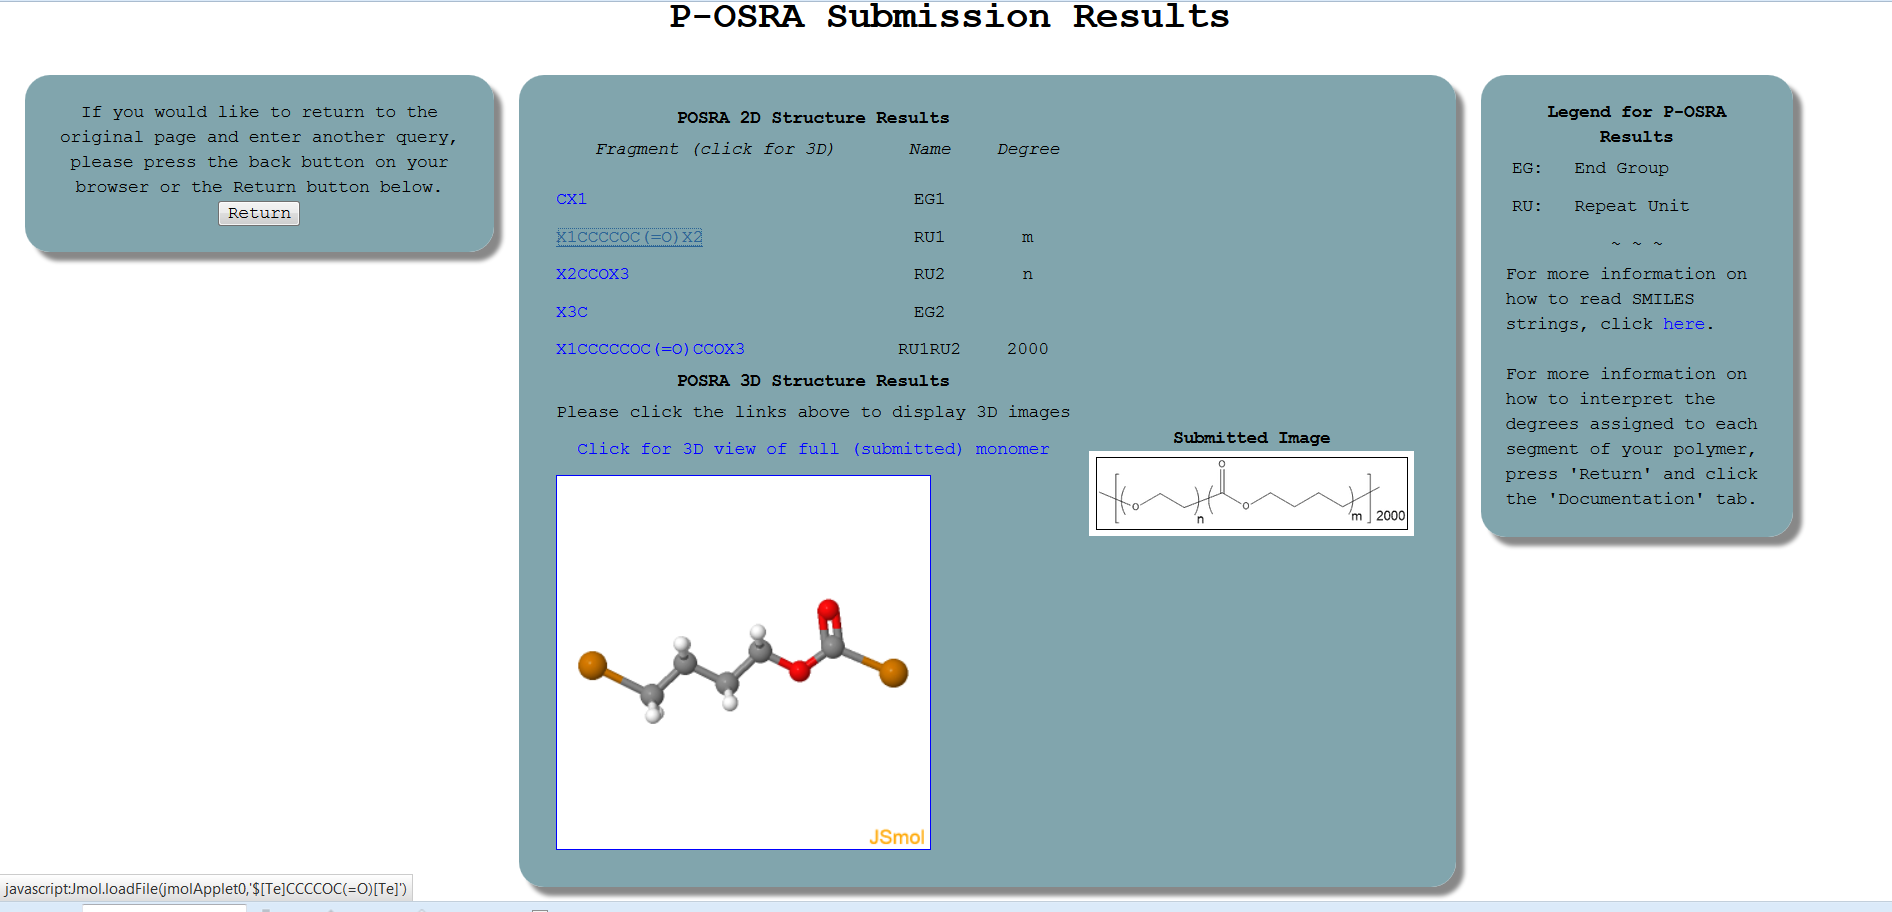 P-OSRA Submission Results
If you would like to return to the
original page and enter another query,
please press the back button on your
browser or the Return button below.
Return
POSRA 2D Structure Results
Fragment (click for 3D) Name Degree
CX1 EG1
X1CCCCOC(=O)X2 RU1 m
X2CCOX3 RU2 n
X3C EG2
X1CCCCCOC(=O)CCOX3 RU1RU2 2000
POSRA 3D Structure Results
Please click the links above to display 3D images
Click for 3D view of full (submitted) monomer
JSmol
Submitted Image
O
O
O
n
m
2000
Legend for P-OSRA
Results
EG: End Group
RU: Repeat Unit
~ ~ ~
For more information on
how to read SMILES
strings, click here.
For more information on
how to interpret the
degrees assigned to each
segment of your polymer,
press 'Return' and click
the 'Documentation' tab.
javascript:Jmol.loadFile(jmolApplet0,'$[Te]CCCCOC(=O)[Te]')